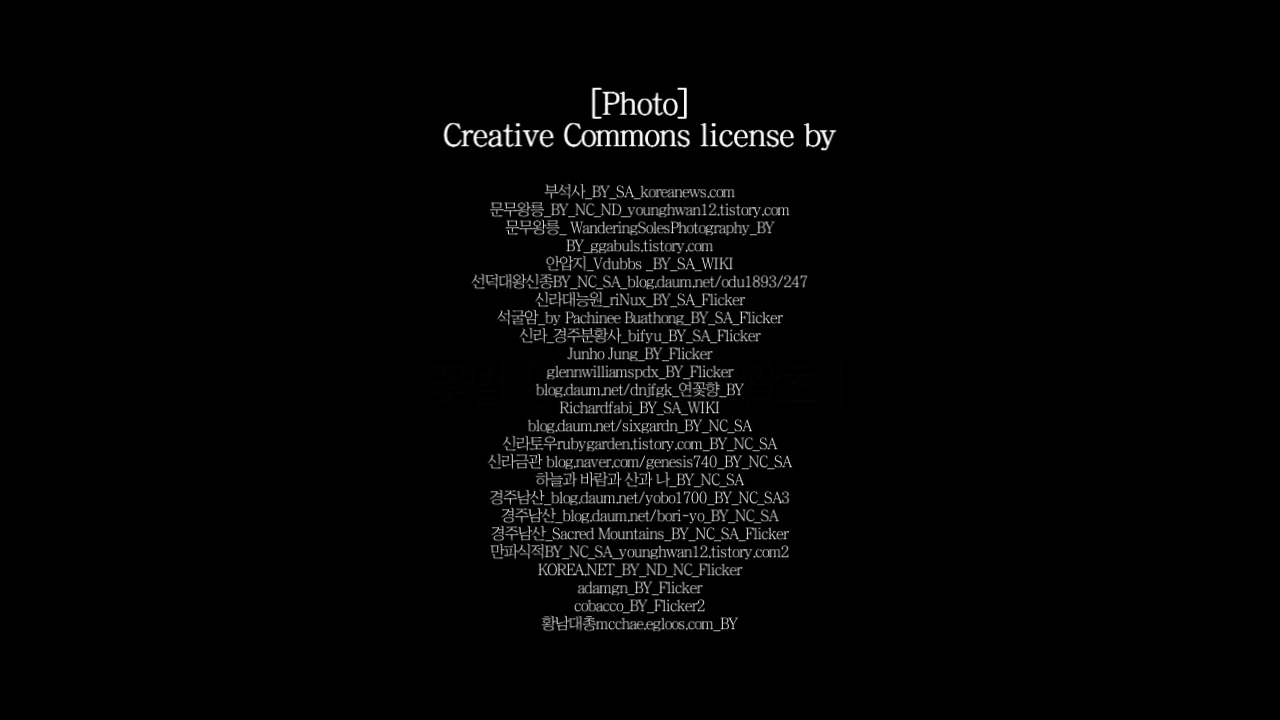 [Photo]
Creative Commons license by
부석사_BY_SA_koreanews.com
문무왕릉_BY_NC_ND_younghwan12.tistory.com
문무왕릉_ WanderingSolesPhotography_BY
BY_ggabuls.tistory.com
안압지_Vdubbs _BY_SA_WIKI
선덕대왕신종BY_NC_SA_blog.daum.net/odu1893/247
신라대능원_riNux_BY_SA_Flicker
석굴암_by Pachinee Buathong_BY_SA_Flicker
신라_경주분황사_bifyu_BY_SA_Flicker
Junho Jung_BY_Flicker
glennwilliamspdx_BY_Flicker
blog.daum.net/dnjfgk_연꽃향_BY
Richardfabi_BY_SA_WIKI
blog.daum.net/sixgardn_BY_NC_SA
신라토우rubygarden.tistory.com_BY_NC_SA
신라금관 blog.naver.com/genesis740_BY_NC_SA
하늘과 바람과 산과 나_BY_NC_SA
경주남산_blog.daum.net/yobo1700_BY_NC_SA3
경주남산_blog.daum.net/bori-yo_BY_NC_SA
경주남산_Sacred Mountains_BY_NC_SA_Flicker
만파식적BY_NC_SA_younghwan12.tistory.com2
KOREA.NET_BY_ND_NC_Flicker
adamgn_BY_Flicker
cobacco_BY_Flicker2
황남대총mcchae.egloos.com_BY